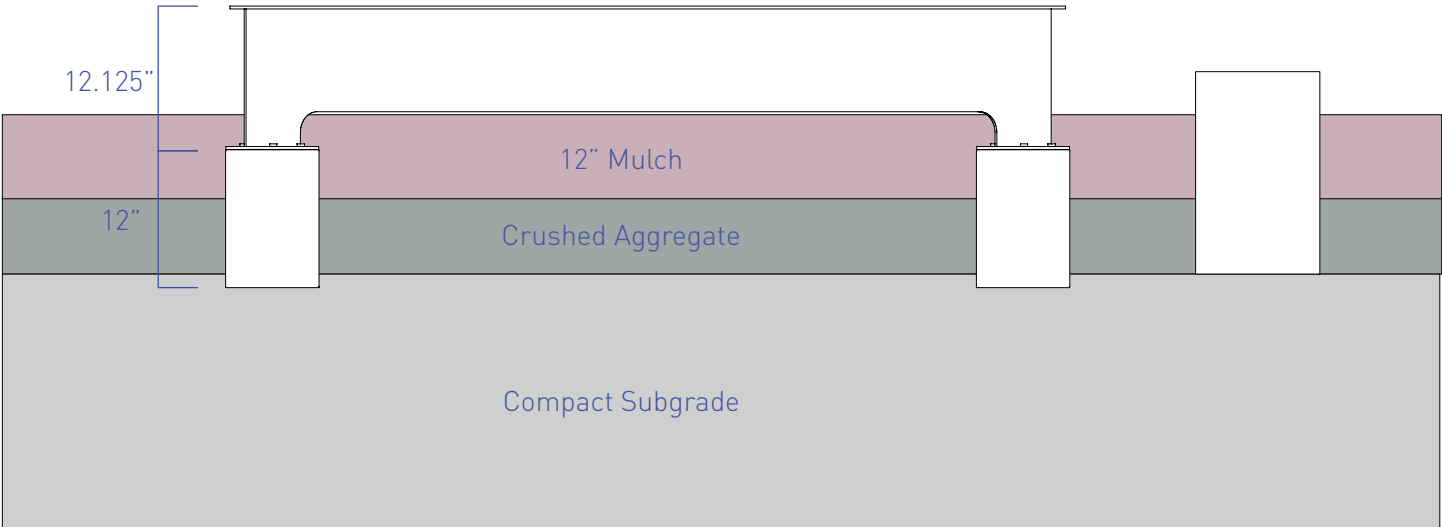 12.125”
12” Mulch
12”
Crushed Aggregate
Compact Subgrade